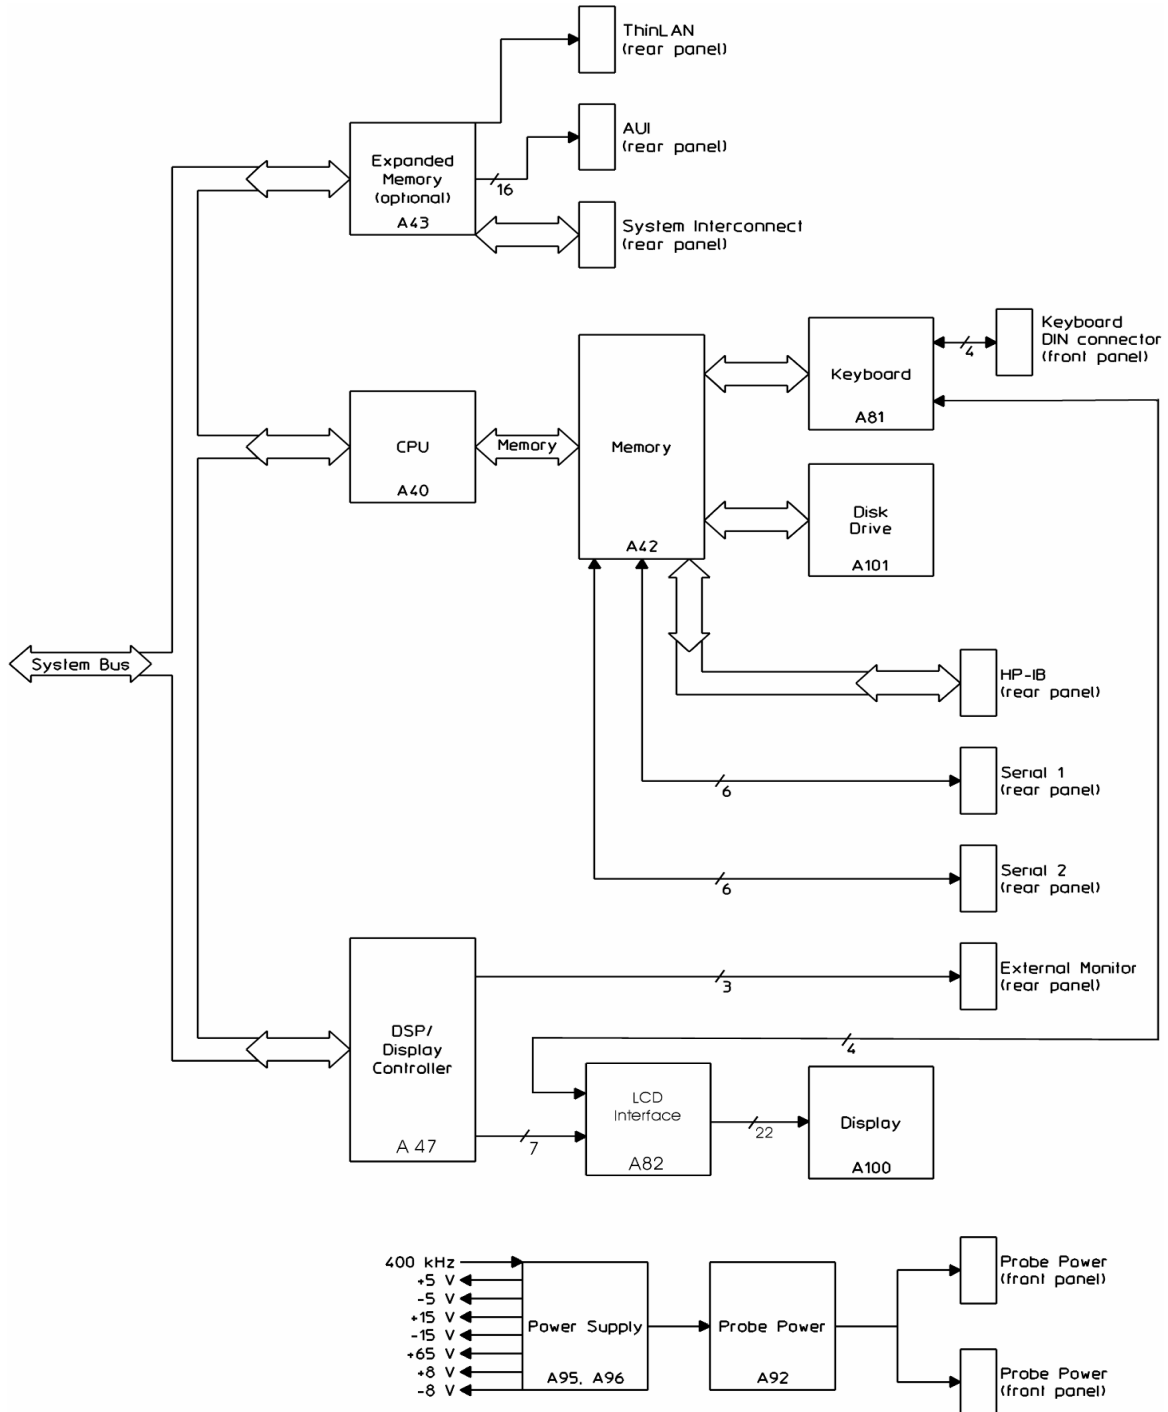 ThinLAN
(rear panel)
AUI
(rear panel)
Expanded
Memory
(optional)
A43
16
System Interconnect
(rear panel)
Keyboard
DIN connector
(front panel)
4
Keyboard
A81
CPU
A40
Memory
Memory
A42
Disk
Drive
A101
System Bus
HP-IB
(rear panel)
Serial 1
(rear panel)
6
Serial 2
(rear panel)
6
External Monitor
(rear panel)
3
DSP/
Display
Controller
A 47
4
7
LCD
Interface
A82
22
Display
A100
400 kHz
+5 V
-5 V
+15 V
-15 V
+65 V
+8 V
-8 V
Power Supply
A95, A96
Probe Power
A92
Probe Power
(front panel)
Probe Power
(front panel)